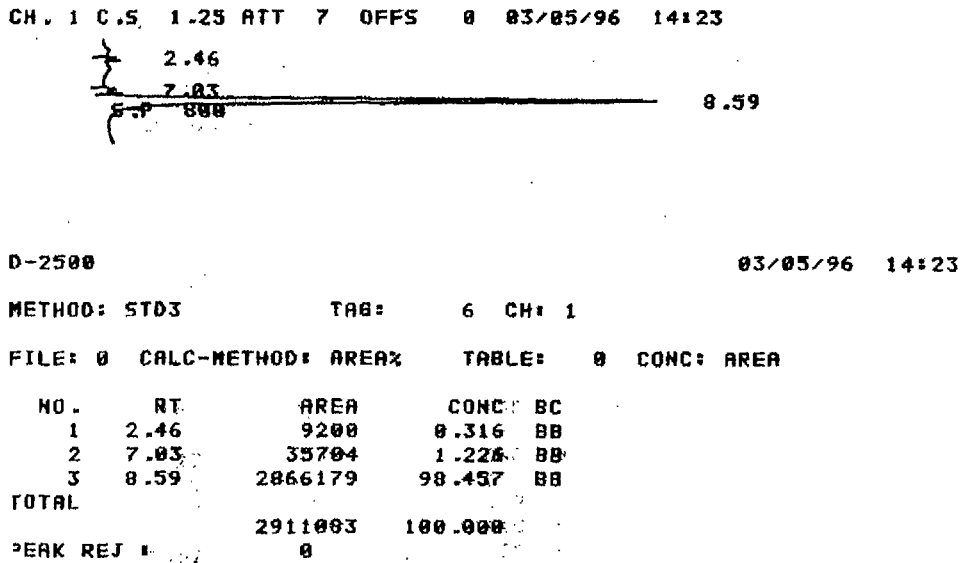 CH. 1 C.S 1.25 ATT 7 OFFS 0 03/05/96 14:23
2.46
7.03
8.59
S.P 800
D-2500 03/05/96 14:23
METHOD: STD3 TAG: 6 CH: 1
FILE: 0 CALC-METHOD: AREA% TABLE: 0 CONC: AREA
NO. RT AREA CONC BC
1 2.46 9200 0.316 BB
2 7.03 35704 1.226 BB
3 8.59 2866179 98.457 BB
TOTAL
2911083 100.000
PEAK REJ : 0